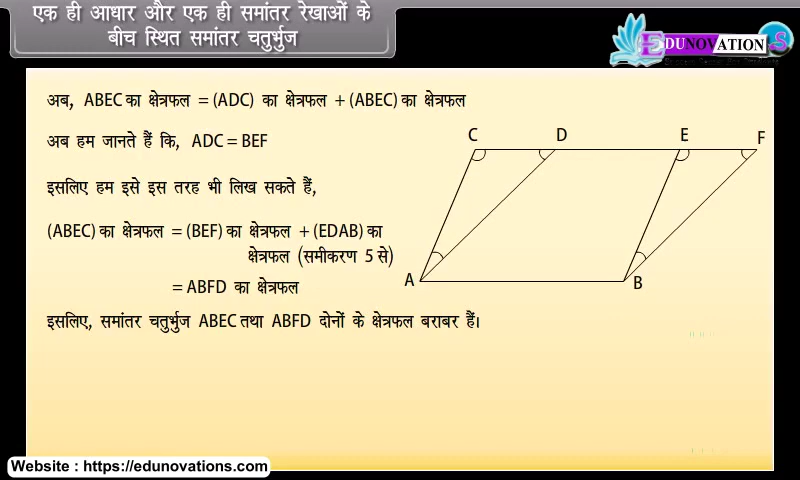 एक ही आधार और एक ही समांतर रेखाओं के
बीच स्थित समांतर चतुर्भुज
EDUNOVATION S
अब, ABEC का क्षेत्रफल = (ADC) का क्षेत्रफल + (ABEC) का क्षेत्रफल
अब हम जानते हैं कि, ADC = BEF
इसलिए हम इसे इस तरह भी लिख सकते हैं,
(ABEC) का क्षेत्रफल = (BEF) का क्षेत्रफल + (EDAB) का
क्षेत्रफल (समीकरण 5 से)
= ABFD का क्षेत्रफल
इसलिए, समांतर चतुर्भुज ABEC तथा ABFD दोनों के क्षेत्रफल बराबर हैं।
C D E F
A B
Website : https://edunovations.com